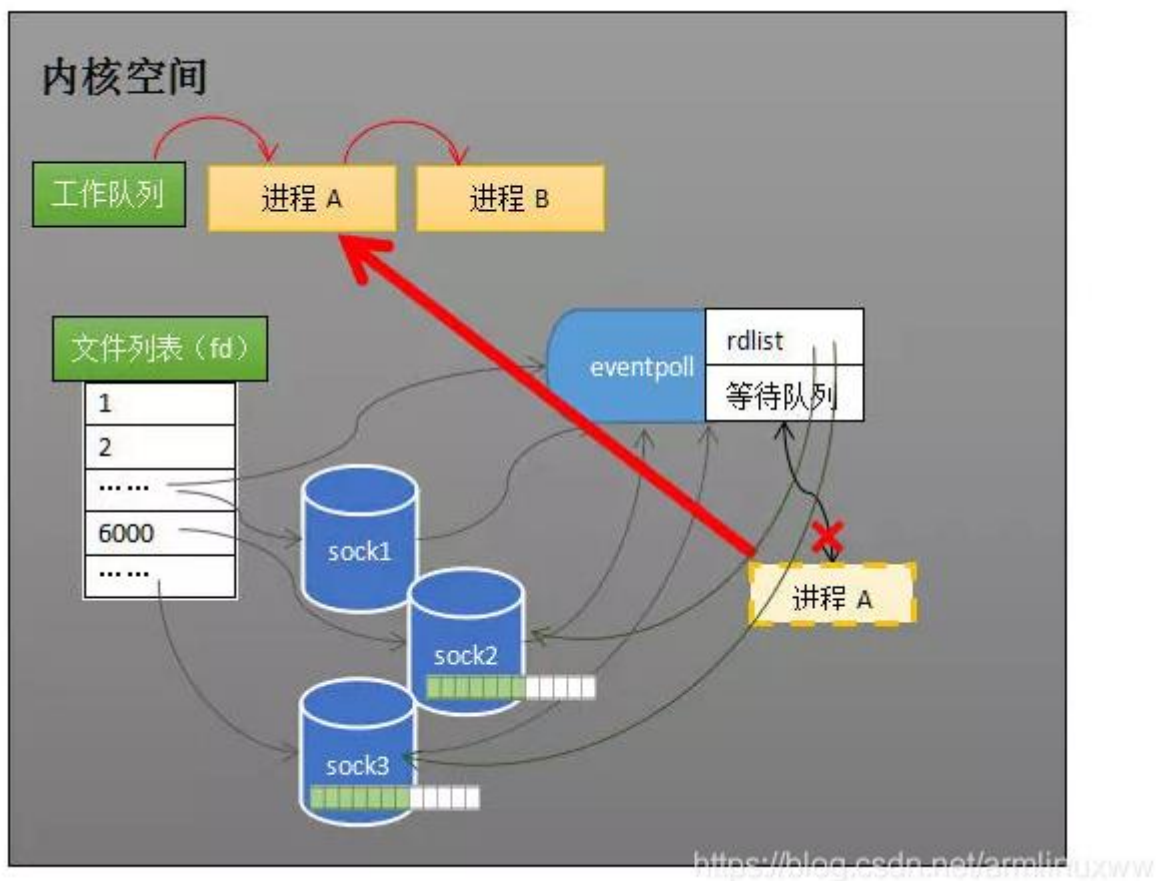 内核空间
工作队列
进程 A
进程 B
文件列表（fd）
1
2
……
6000
……
eventpoll
rdlist
等待队列
sock1
sock2
sock3
进程 A
https://blog.csdn.net/armlinuxww